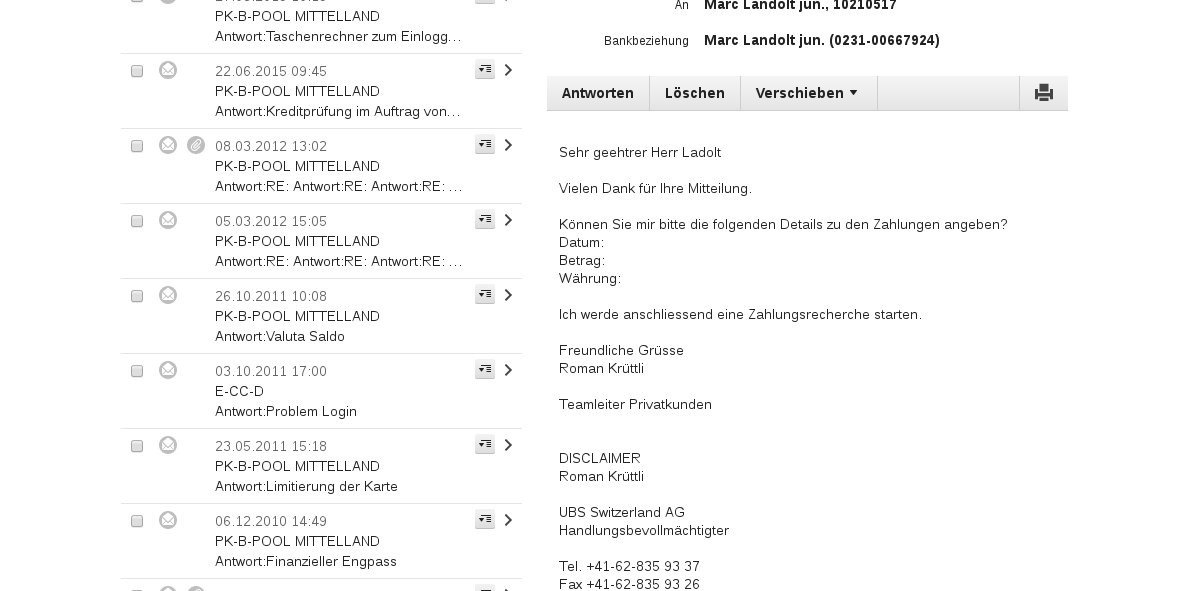 PK-B-POOL MITTELLAND
Antwort:Taschenrechner zum Einlogg...
22.06.2015 09:45
PK-B-POOL MITTELLAND
Antwort:Kreditprüfung im Auftrag von...
08.03.2012 13:02
PK-B-POOL MITTELLAND
Antwort:RE: Antwort:RE: Antwort:RE: ...
05.03.2012 15:05
PK-B-POOL MITTELLAND
Antwort:RE: Antwort:RE: Antwort:RE: ...
26.10.2011 10:08
PK-B-POOL MITTELLAND
Antwort:Valuta Saldo
03.10.2011 17:00
E-CC-D
Antwort:Problem Login
23.05.2011 15:18
PK-B-POOL MITTELLAND
Antwort:Limitierung der Karte
06.12.2010 14:49
PK-B-POOL MITTELLAND
Antwort:Finanzieller Engpass
An Marc Landolt jun., 10210517
Bankbeziehung Marc Landolt jun. (0231-00667924)
Antworten Löschen Verschieben
Sehr geehtrer Herr Ladolt
Vielen Dank für Ihre Mitteilung.
Können Sie mir bitte die folgenden Details zu den Zahlungen angeben?
Datum:
Betrag:
Währung:
Ich werde anschliessend eine Zahlungsrecherche starten.
Freundliche Grüsse
Roman Krüttli
Teamleiter Privatkunden
DISCLAIMER
Roman Krüttli
UBS Switzerland AG
Handlungsbevollmächtigter
Tel. +41-62-835 93 37
Fax +41-62-835 93 26